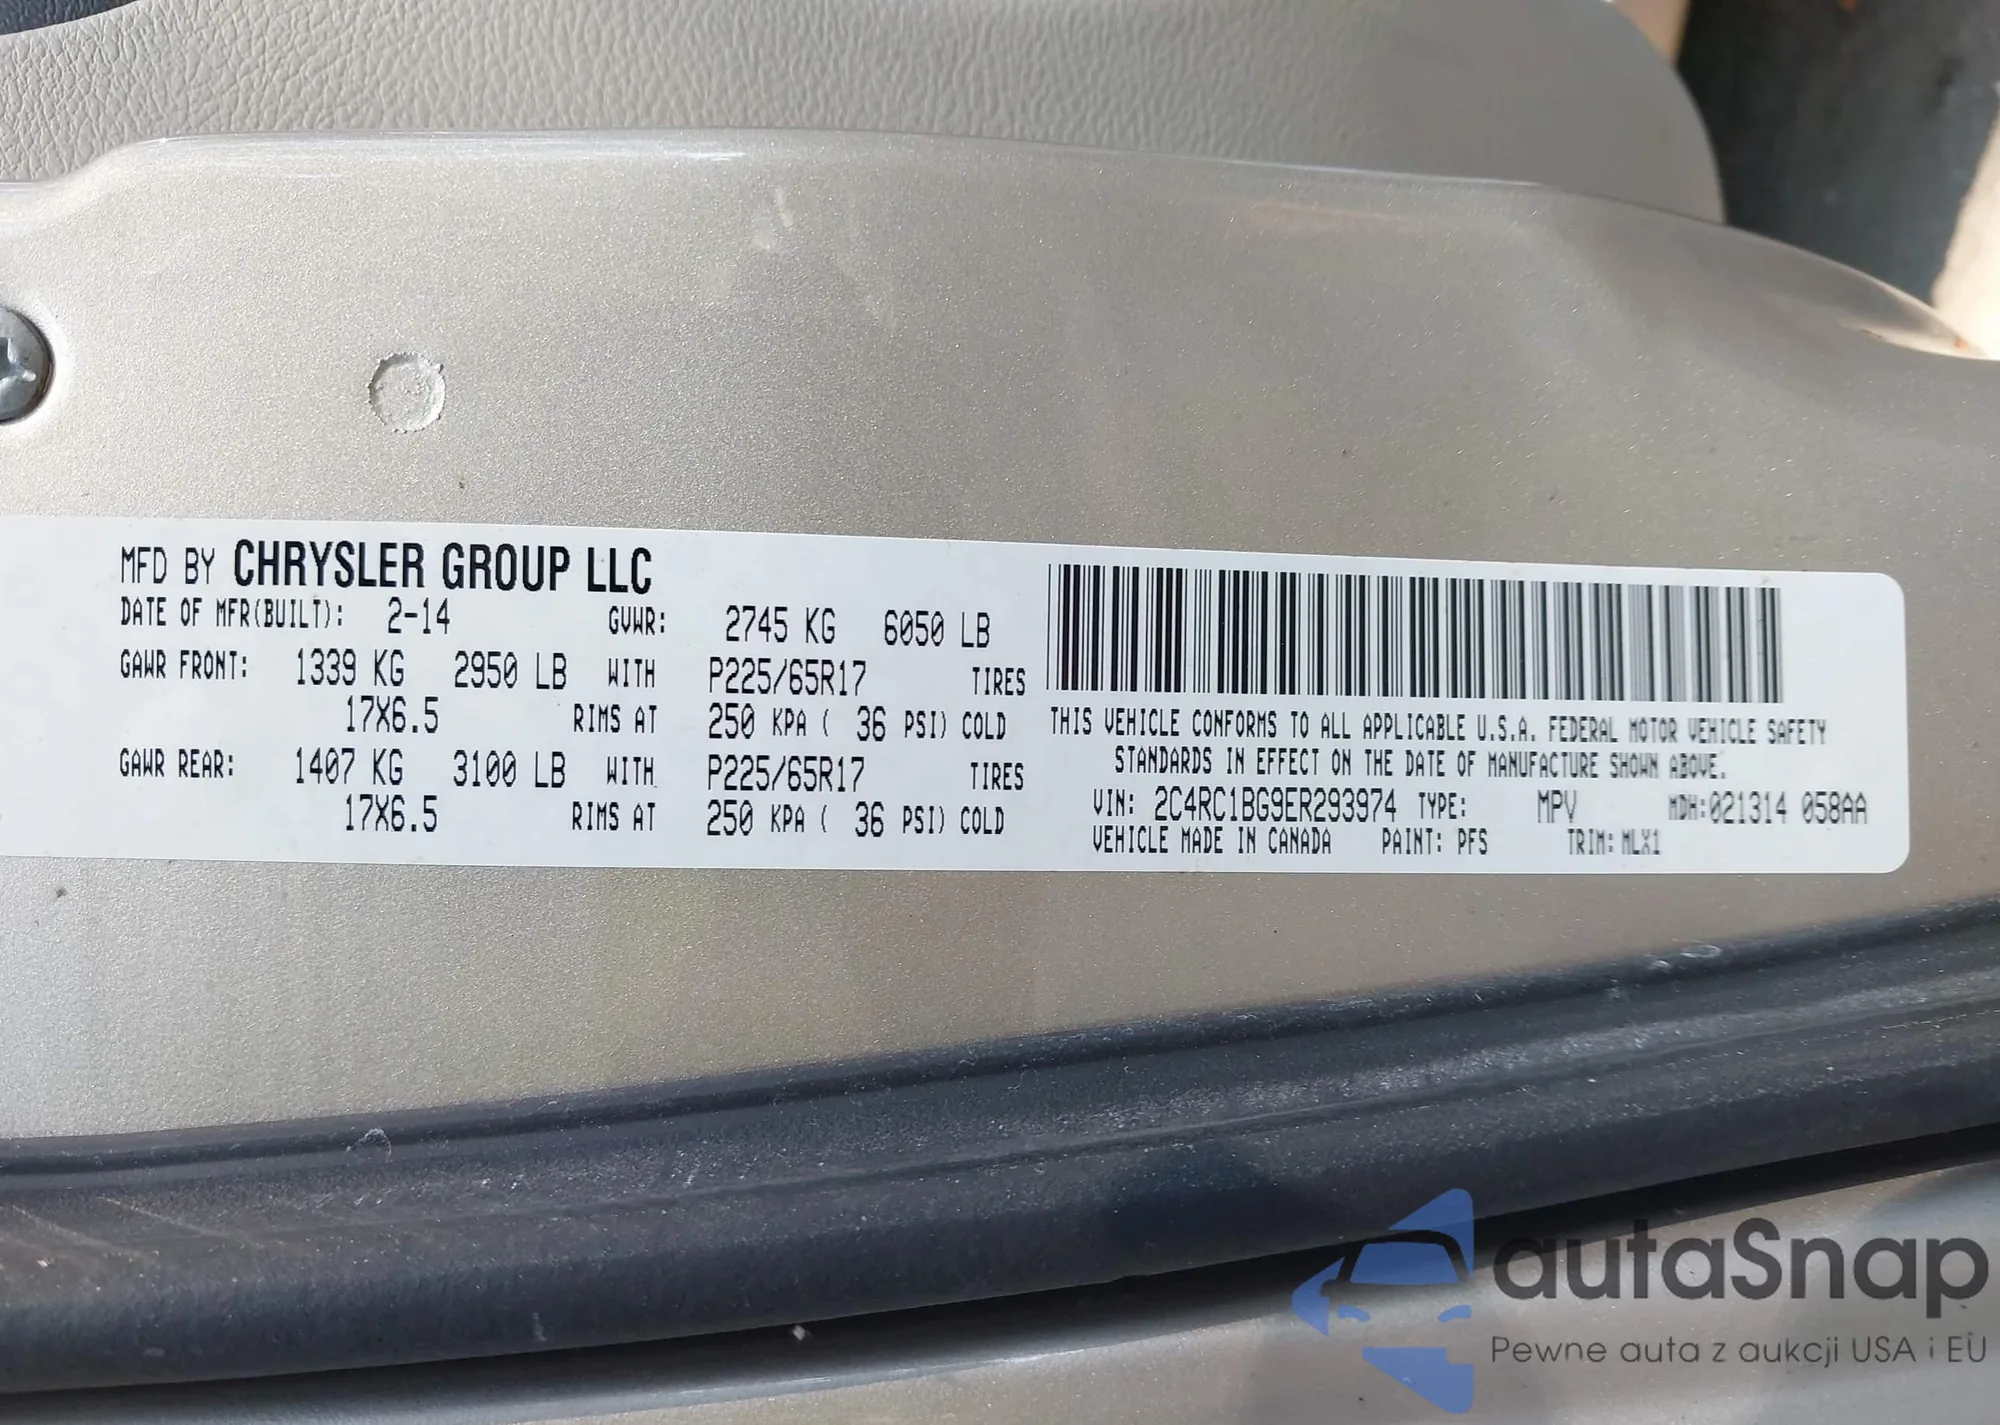 MFD BY CHRYSLER GROUP LLC
DATE OF MFR(BUILT): 2-14 GVWR: 2745 KG 6050 LB
GAWR FRONT: 1339 KG 2950 LB WITH P225/65R17 TIRES
17X6.5 RIMS AT 250 KPA ( 36 PSI) COLD
GAWR REAR: 1407 KG 3100 LB WITH P225/65R17 TIRES
17X6.5 RIMS AT 250 KPA ( 36 PSI) COLD
THIS VEHICLE CONFORMS TO ALL APPLICABLE U.S.A. FEDERAL MOTOR VEHICLE SAFETY
STANDARDS IN EFFECT ON THE DATE OF MANUFACTURE SHOWN ABOVE.
VIN: 2C4RC1BG9ER293974 TYPE: MPV MDH:021314 058AA
VEHICLE MADE IN CANADA PAINT: PFS TRIM: MLX1
autaSnap
Pewne auta z aukcji USA i EU